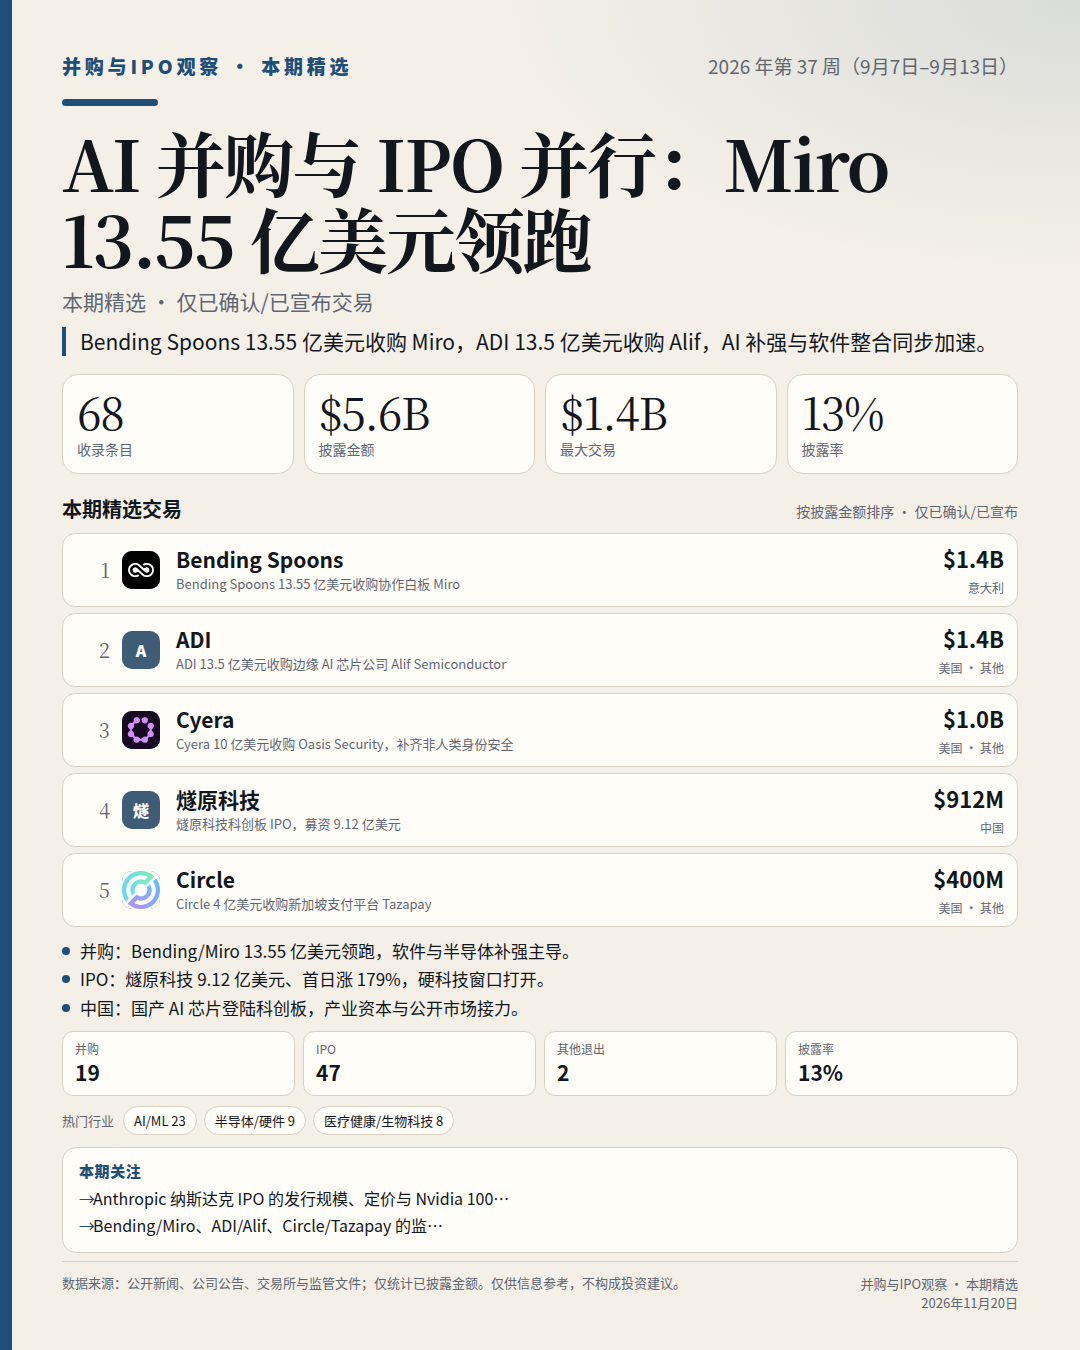 并购与IPO观察 · 本期精选
2026 年第 37 周（9月7日–9月13日）
AI 并购与 IPO 并行：Miro
13.55 亿美元领跑
本期精选 · 仅已确认/已宣布交易
Bending Spoons 13.55 亿美元收购 Miro，ADI 13.5 亿美元收购 Alif，AI 补强与软件整合同步加速。
68
收录条目
$5.6B
披露金额
$1.4B
最大交易
13%
披露率
本期精选交易
按披露金额排序 · 仅已确认/已宣布
1
Bending Spoons
Bending Spoons 13.55 亿美元收购协作白板 Miro
$1.4B
意大利
2
A
ADI
ADI 13.5 亿美元收购边缘 AI 芯片公司 Alif Semiconductor
$1.4B
美国 · 其他
3
Cyera
Cyera 10 亿美元收购 Oasis Security，补齐非人类身份安全
$1.0B
美国 · 其他
4
燧
燧原科技
燧原科技科创板 IPO，募资 9.12 亿美元
$912M
中国
5
Circle
Circle 4 亿美元收购新加坡支付平台 Tazapay
$400M
美国 · 其他
并购：Bending/Miro 13.55 亿美元领跑，软件与半导体补强主导。
IPO：燧原科技 9.12 亿美元、首日涨 179%，硬科技窗口打开。
中国：国产 AI 芯片登陆科创板，产业资本与公开市场接力。
并购
19
IPO
47
其他退出
2
披露率
13%
热门行业
AI/ML 23
半导体/硬件 9
医疗健康/生物科技 8
本期关注
→Anthropic 纳斯达克 IPO 的发行规模、定价与 Nvidia 100…
→Bending/Miro、ADI/Alif、Circle/Tazapay 的监…
数据来源：公开新闻、公司公告、交易所与监管文件；仅统计已披露金额。仅供信息参考，不构成投资建议。
并购与IPO观察 · 本期精选
2026年11月20日